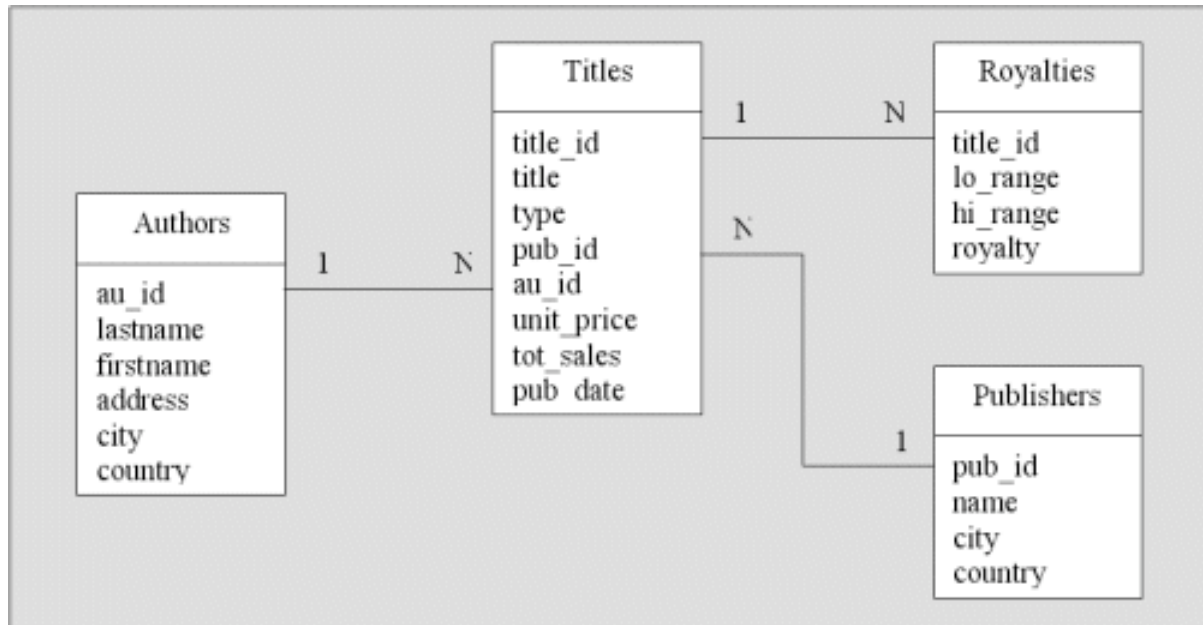 Authors
au_id
lastname
firstname
address
city
country
1
N
Titles
title_id
title
type
pub_id
au_id
unit_price
tot_sales
pub_date
1
N
N
1
Royalties
title_id
lo_range
hi_range
royalty
Publishers
pub_id
name
city
country